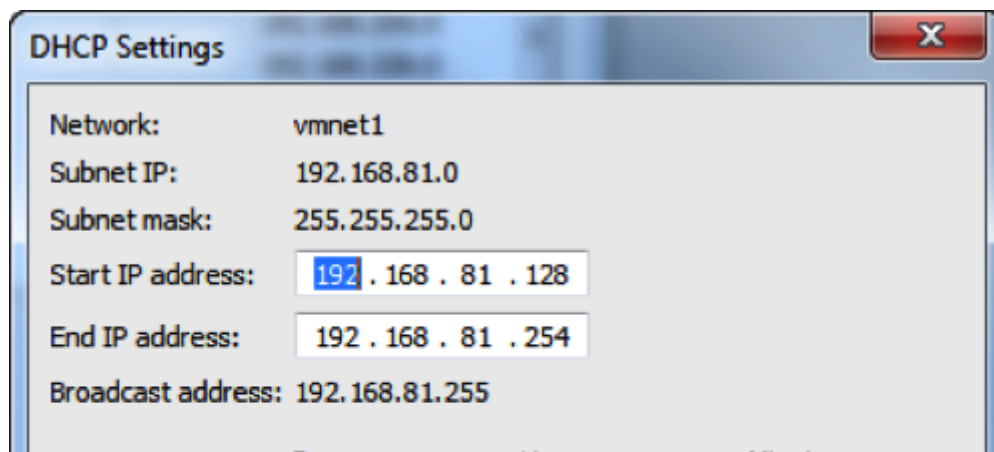 DHCP Settings
Network: vmnet1
Subnet IP: 192.168.81.0
Subnet mask: 255.255.255.0
Start IP address: 192 . 168 . 81 . 128
End IP address: 192 . 168 . 81 . 254
Broadcast address: 192.168.81.255